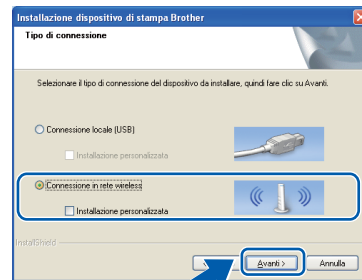 Installazione dispositivo di stampa Brother
Tipo di connessione
Selezionare il tipo di connessione del dispositivo da installare, quindi fare clic su Avanti.
Connessione locale (USB)
Installazione personalizzata
Connessione in rete wireless
Installazione personalizzata
InstallShield
Avanti >
Annulla